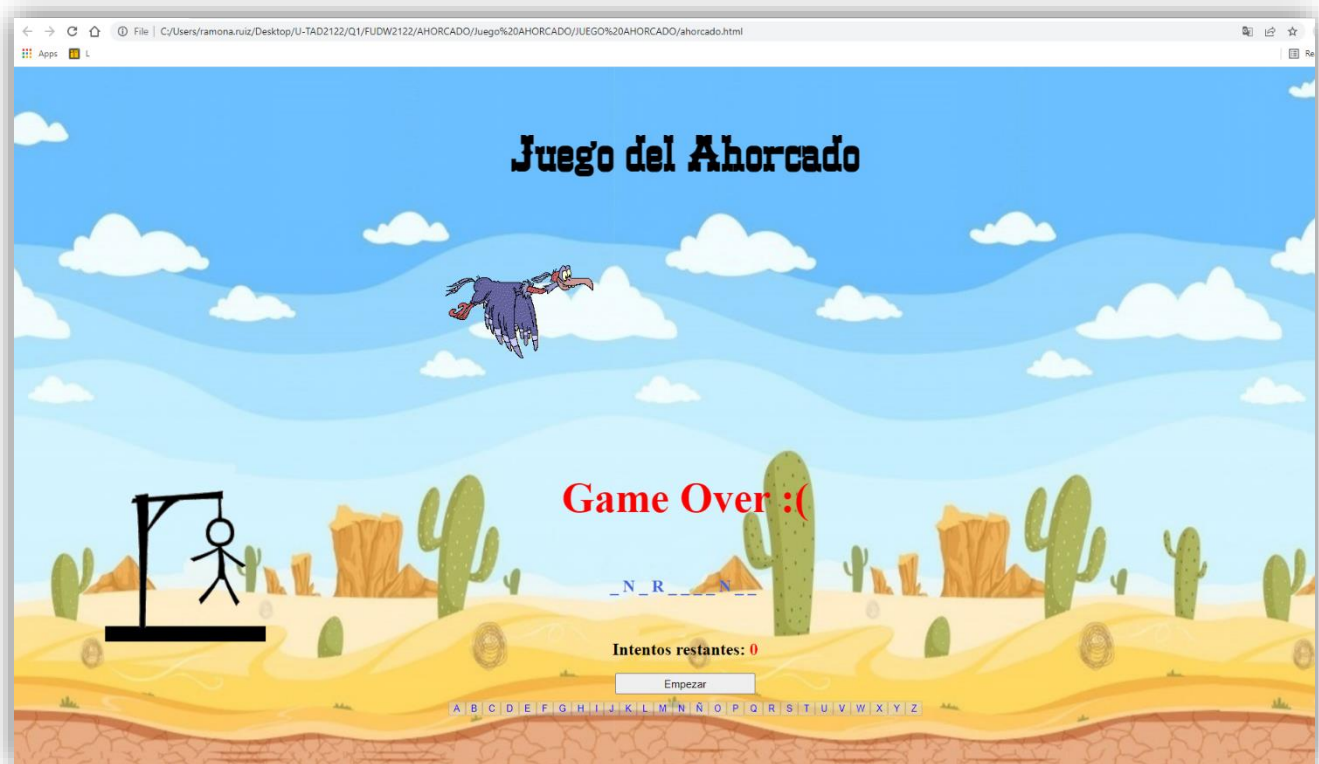 File | C:/Users/ramona.ruiz/Desktop/U-TAD2122/Q1/FUDW2122/AHORCADO/Juego%20AHORCADO/JUEGO%20AHORCADO/ahorcado.html
Apps L Re
Juego del Ahorcado
Game Over :(
_ N _ R _ _ _ _ N _ _
Intentos restantes: 0
Empezar
A B C D E F G H I J K L M N Ñ O P Q R S T U V W X Y Z